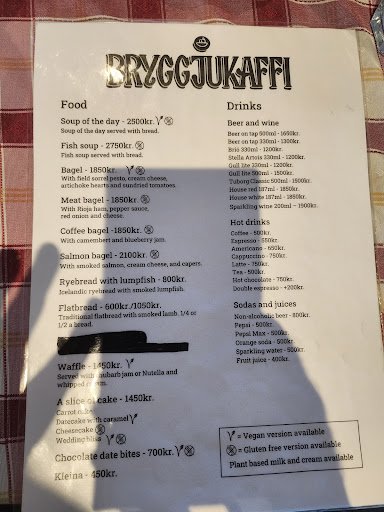 BRYGGJUKAFFI
Food
Soup of the day - 2500kr.
Soup of the day served with bread.
Fish soup - 2750kr.
Fish soup served with bread.
Bagel - 1850kr.
With field sorrel pesto, cream cheese,
artichoke hearts and sundried tomatoes.
Meat bagel - 1850kr.
With Rioja ham, pepper sauce,
red onion and cheese.
Coffee bagel - 1850kr.
With camembert and blueberry jam.
Salmon bagel - 2100kr.
With smoked salmon, cream cheese, and capers.
Ryebread with lumpfish - 800kr.
Icelandic ryebread with smoked lumpfish.
Flatbread - 600kr./1050kr.
Traditional flatbread with smoked lamb. 1/4 or
1/2 a bread.
Waffle - 1450kr.
Served with rhubarb jam or Nutella and
whipped cream.
A slice of cake - 1450kr.
Carrot cake
Datecake with caramel
Cheesecake
Wedding bliss
Chocolate date bites - 700kr.
Kleina - 450kr.
Drinks
Beer and wine
Beer on tap 500ml - 1650kr.
Beer on tap 330ml - 1300kr.
Brio 330ml - 1200kr.
Stella Artois 330ml - 1200kr.
Gull lite 330ml - 1200kr.
Gull lite 500ml - 1500kr.
Tuborg Classic 500ml - 1500kr.
House red 187ml - 1850kr.
House white 187ml - 1850kr.
Sparkling wine 200ml - 1900kr.
Hot drinks
Coffee - 500kr.
Espresso - 550kr.
Americano - 650kr.
Cappuccino - 750kr.
Latte - 750kr.
Tea - 500kr.
Hot chocolate - 750kr.
Double espresso - +200kr.
Sodas and juices
Non-alcoholic beer - 800kr.
Pepsi - 500kr.
Pepsi Max - 500kr.
Orange soda - 500kr.
Sparkling water - 500kr.
Fruit juice - 400kr.
= Vegan version available
= Gluten free version available
Plant based milk and cream available